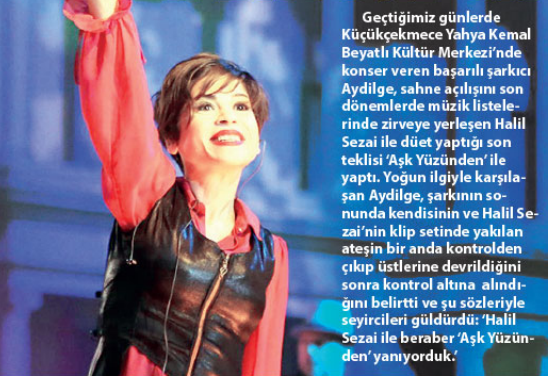 Geçtiğimiz günlerde
Küçükçekmece Yahya Kemal
Beyatlı Kültür Merkezi’nde
konser veren başarılı şarkıcı
Aydilge, sahne açılışını son
dönemlerde müzik listele-
rinde zirveye yerleşen Halil
Sezai ile düet yaptığı son
teklisi ‘Aşk Yüzünden’ ile
yaptı. Yoğun ilgiyle karşıla-
şan Aydilge, şarkının so-
nunda kendisinin ve Halil Se-
zai’nin klip setinde yakılan
ateşin bir anda kontrolden
çıkıp üstlerine devrildiğini
sonra kontrol altına alındı-
ğını belirtti ve şu sözleriyle
seyircileri güldürdü: ‘Halil
Sezai ile beraber ‘Aşk Yüzün-
den’ yanıyorduk.’